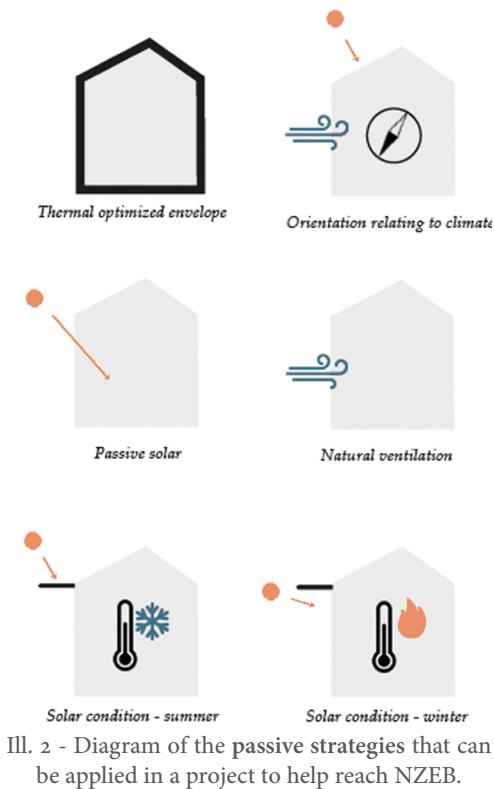 Thermal optimized envelope
Orientation relating to climate
Passive solar
Natural ventilation
Solar condition - summer
Solar condition - winter
Ill. 2 - Diagram of the passive strategies that can
be applied in a project to help reach NZEB.